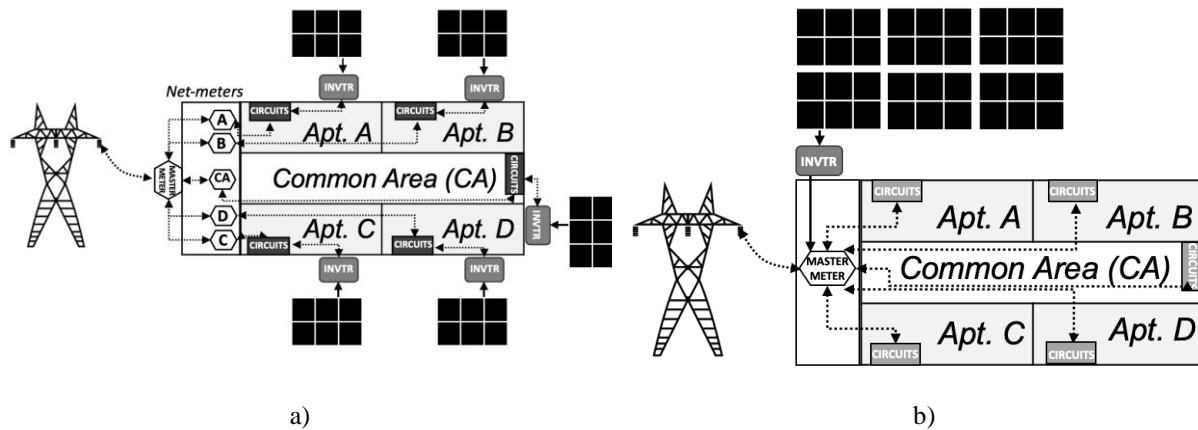 Net-meters
INVTR
INVTR
CIRCUITS
CIRCUITS
A
Apt. A
Apt. B
B
MASTER
METER
CA
Common Area (CA)
CIRCUITS
INVTR
D
C
CIRCUITS
Apt. C
CIRCUITS
Apt. D
INVTR
INVTR
a)
INVTR
CIRCUITS
CIRCUITS
Apt. A
Apt. B
MASTER
METER
Common Area (CA)
CIRCUITS
Apt. C
Apt. D
CIRCUITS
CIRCUITS
b)